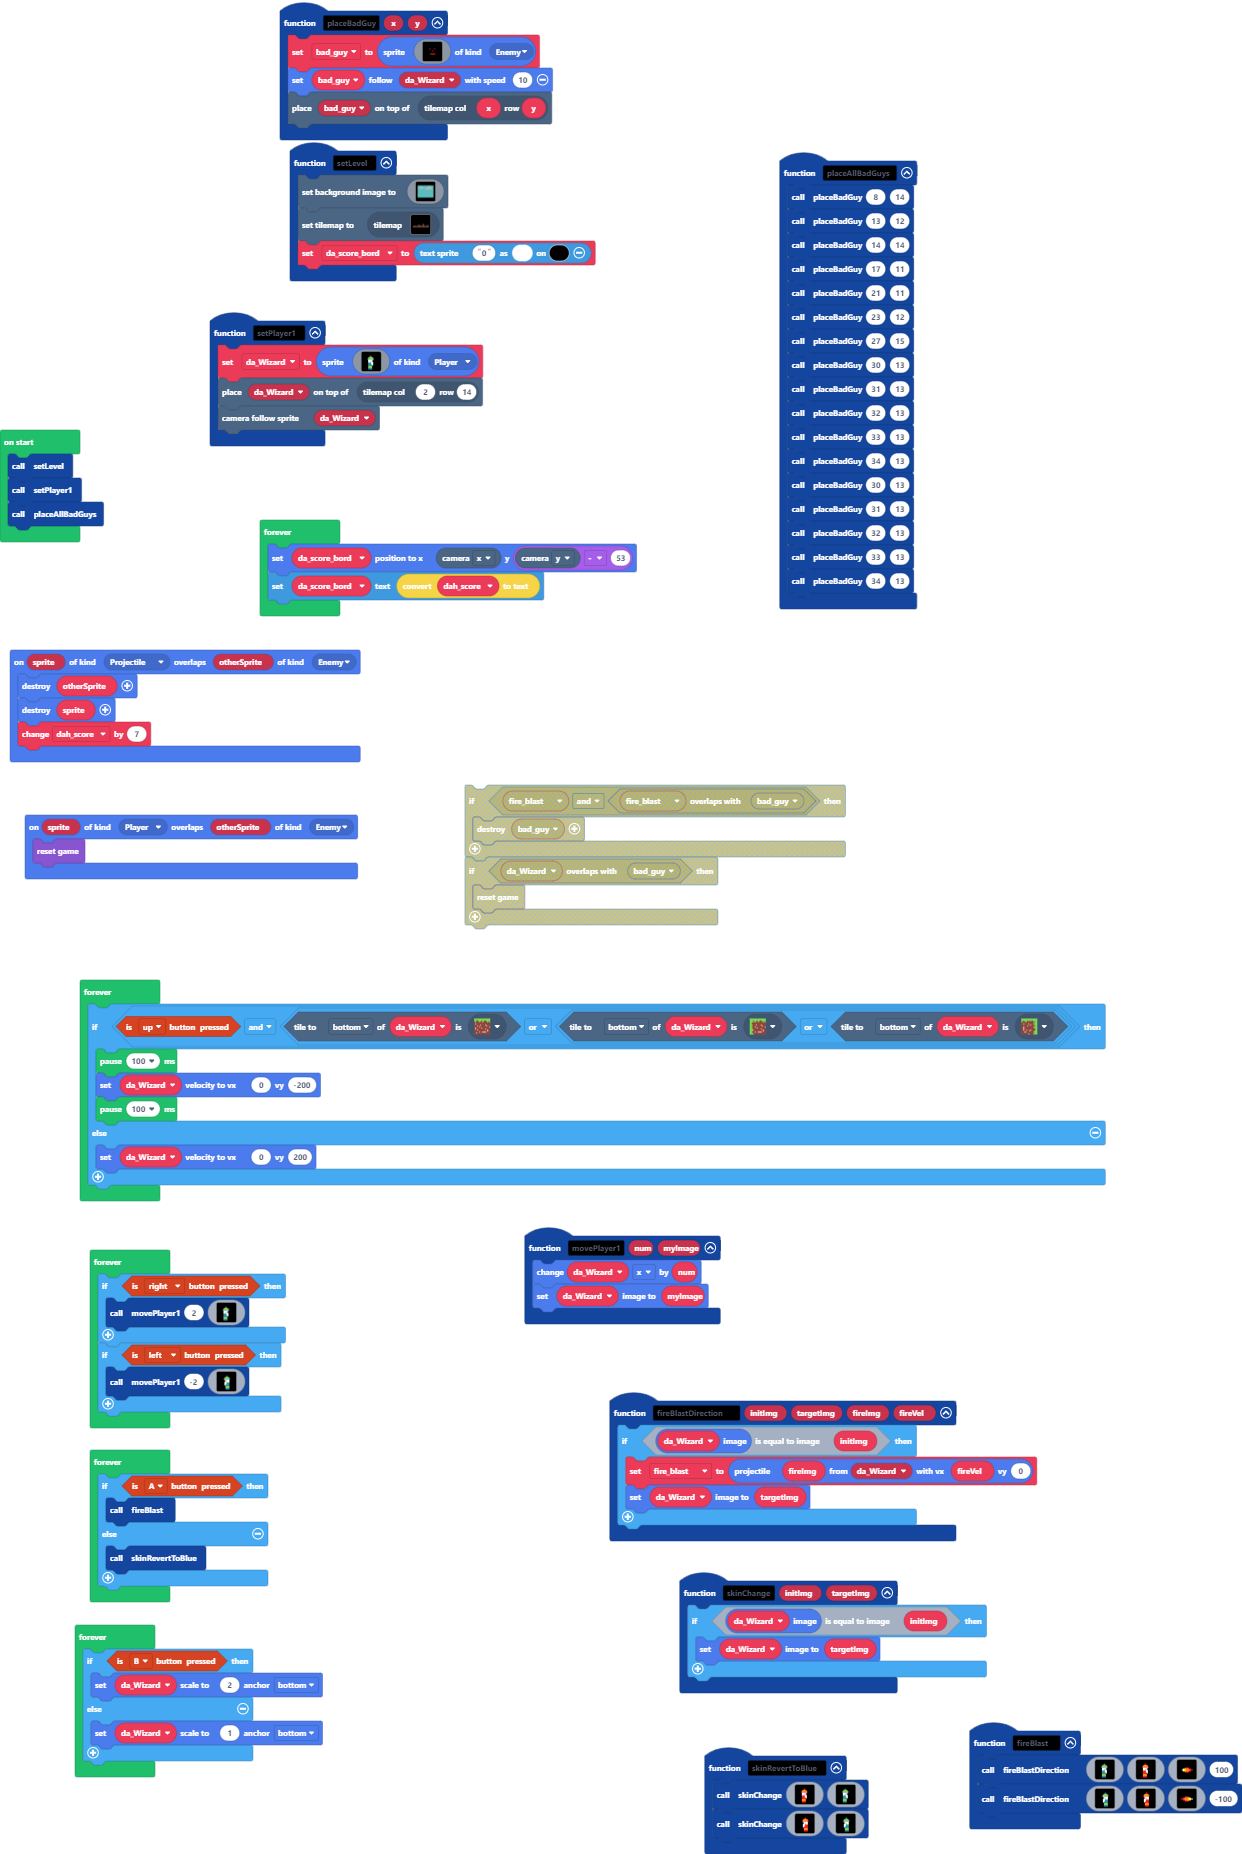 function placeBadGuy x y
set bad_guy to sprite of kind Enemy
set bad_guy follow da_Wizard with speed 10
place bad_guy on top of tilemap col x row y
function setLevel
set background image to
set tilemap to tilemap
set da_score_bord to text sprite "0" as on
function placeAllBadGuys
call placeBadGuy 8 14
call placeBadGuy 13 12
call placeBadGuy 14 14
call placeBadGuy 17 11
call placeBadGuy 21 11
call placeBadGuy 23 12
call placeBadGuy 27 15
call placeBadGuy 30 13
call placeBadGuy 31 13
call placeBadGuy 32 13
call placeBadGuy 33 13
call placeBadGuy 34 13
call placeBadGuy 30 13
call placeBadGuy 31 13
call placeBadGuy 32 13
call placeBadGuy 33 13
call placeBadGuy 34 13
function setPlayer1
set da_Wizard to sprite of kind Player
place da_Wizard on top of tilemap col 2 row 14
camera follow sprite da_Wizard
on start
call setLevel
call setPlayer1
call placeAllBadGuys
forever
set da_score_bord position to x camera x y camera y - 53
set da_score_bord text convert dah_score to text
on sprite of kind Projectile overlaps otherSprite of kind Enemy
destroy otherSprite
destroy sprite
change dah_score by 7
on sprite of kind Player overlaps otherSprite of kind Enemy
reset game
if fire_blast and fire_blast overlaps with bad_guy then
destroy bad_guy
if da_Wizard overlaps with bad_guy then
reset game
forever
if is up button pressed and tile to bottom of da_Wizard is or tile to bottom of da_Wizard is or tile to bottom of da_Wizard is then
pause 100 ms
set da_Wizard velocity to vx 0 vy -200
pause 100 ms
else
set da_Wizard velocity to vx 0 vy 200
forever
if is right button pressed then
call movePlayer1 2
if is left button pressed then
call movePlayer1 -2
function movePlayer1 num myImage
change da_Wizard x by num
set da_Wizard image to myImage
forever
if is A button pressed then
call fireBlast
else
call skinRevertToBlue
function fireBlastDirection initImg targetImg fireImg fireVel
if da_Wizard image is equal to image initImg then
set fire_blast to projectile fireImg from da_Wizard with vx fireVel vy 0
set da_Wizard image to targetImg
function skinChange initImg targetImg
if da_Wizard image is equal to image initImg then
set da_Wizard image to targetImg
forever
if is B button pressed then
set da_Wizard scale to 2 anchor bottom
else
set da_Wizard scale to 1 anchor bottom
function skinRevertToBlue
call skinChange
call skinChange
function fireBlast
call fireBlastDirection 100
call fireBlastDirection -100